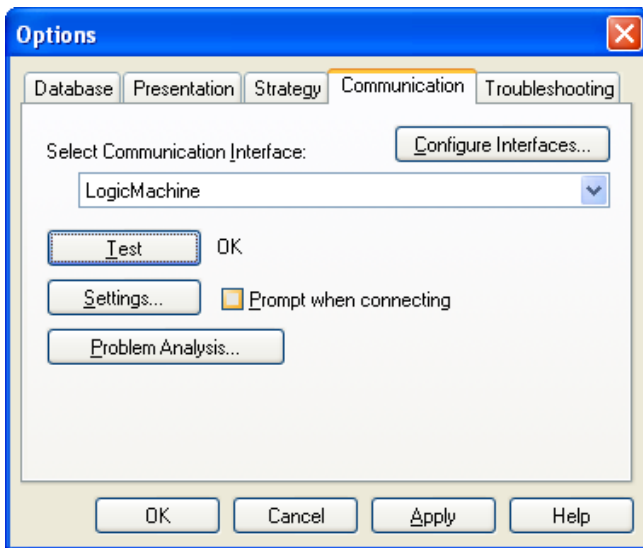 Options
Database Presentation Strategy Communication Troubleshooting
Select Communication Interface: Configure Interfaces...
LogicMachine
Test OK
Settings... Prompt when connecting
Problem Analysis...
OK Cancel Apply Help